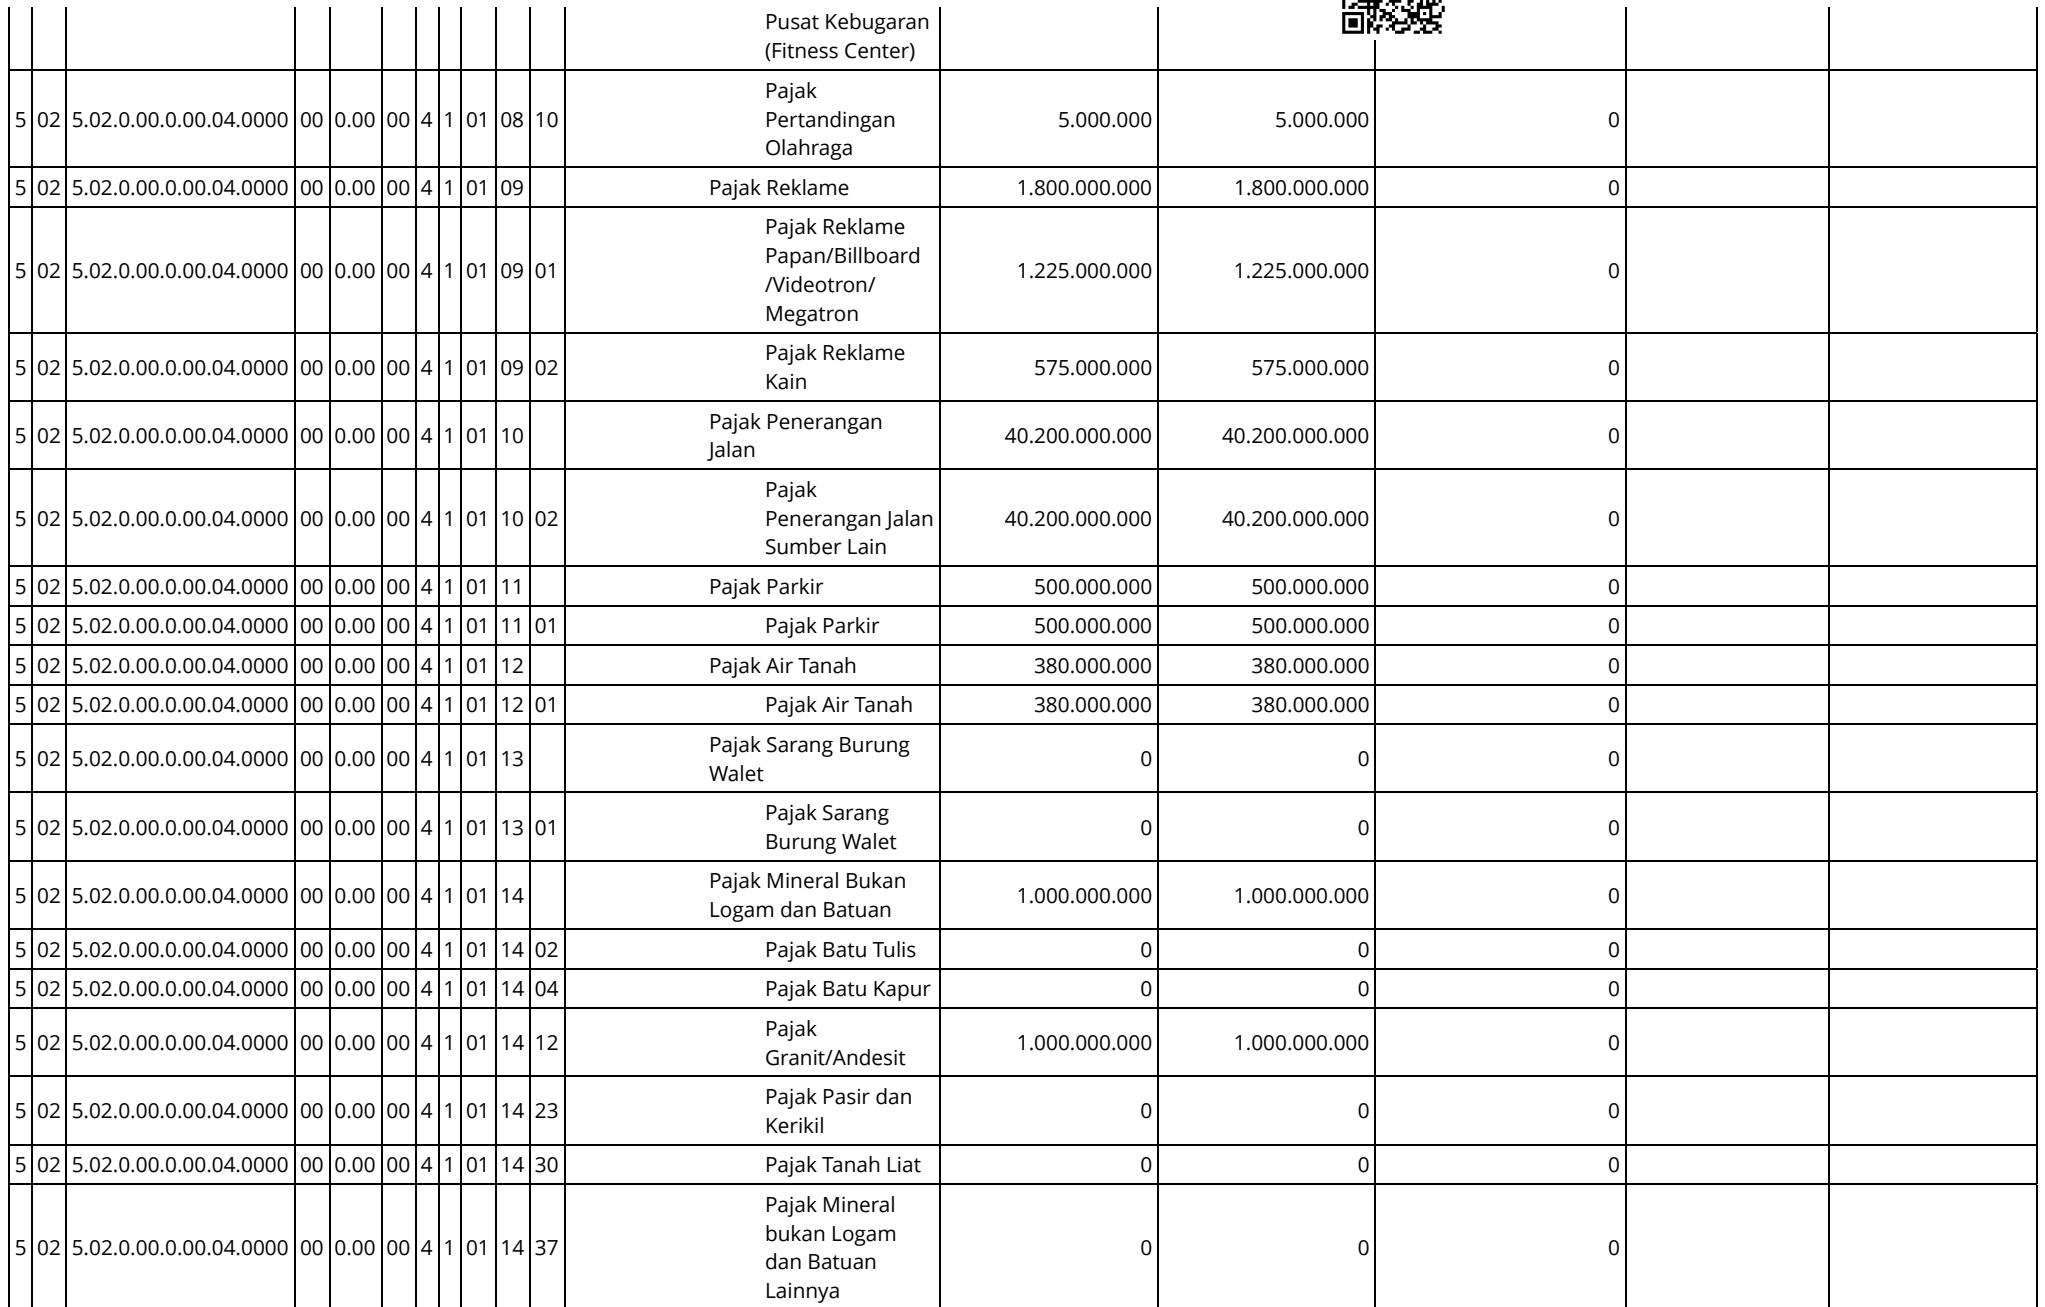 Pusat Kebugaran
(Fitness Center)
5 02 5.02.0.00.0.00.04.0000 00 0.00 00 4 1 01 08 10 Pajak
Pertandingan
Olahraga 5.000.000 5.000.000 0
5 02 5.02.0.00.0.00.04.0000 00 0.00 00 4 1 01 09 Pajak Reklame 1.800.000.000 1.800.000.000 0
5 02 5.02.0.00.0.00.04.0000 00 0.00 00 4 1 01 09 01 Pajak Reklame
Papan/Billboard
/Videotron/
Megatron 1.225.000.000 1.225.000.000 0
5 02 5.02.0.00.0.00.04.0000 00 0.00 00 4 1 01 09 02 Pajak Reklame
Kain 575.000.000 575.000.000 0
5 02 5.02.0.00.0.00.04.0000 00 0.00 00 4 1 01 10 Pajak Penerangan
Jalan 40.200.000.000 40.200.000.000 0
5 02 5.02.0.00.0.00.04.0000 00 0.00 00 4 1 01 10 02 Pajak
Penerangan Jalan
Sumber Lain 40.200.000.000 40.200.000.000 0
5 02 5.02.0.00.0.00.04.0000 00 0.00 00 4 1 01 11 Pajak Parkir 500.000.000 500.000.000 0
5 02 5.02.0.00.0.00.04.0000 00 0.00 00 4 1 01 11 01 Pajak Parkir 500.000.000 500.000.000 0
5 02 5.02.0.00.0.00.04.0000 00 0.00 00 4 1 01 12 Pajak Air Tanah 380.000.000 380.000.000 0
5 02 5.02.0.00.0.00.04.0000 00 0.00 00 4 1 01 12 01 Pajak Air Tanah 380.000.000 380.000.000 0
5 02 5.02.0.00.0.00.04.0000 00 0.00 00 4 1 01 13 Pajak Sarang Burung
Walet 0 0 0
5 02 5.02.0.00.0.00.04.0000 00 0.00 00 4 1 01 13 01 Pajak Sarang
Burung Walet 0 0 0
5 02 5.02.0.00.0.00.04.0000 00 0.00 00 4 1 01 14 Pajak Mineral Bukan
Logam dan Batuan 1.000.000.000 1.000.000.000 0
5 02 5.02.0.00.0.00.04.0000 00 0.00 00 4 1 01 14 02 Pajak Batu Tulis 0 0 0
5 02 5.02.0.00.0.00.04.0000 00 0.00 00 4 1 01 14 04 Pajak Batu Kapur 0 0 0
5 02 5.02.0.00.0.00.04.0000 00 0.00 00 4 1 01 14 12 Pajak
Granit/Andesit 1.000.000.000 1.000.000.000 0
5 02 5.02.0.00.0.00.04.0000 00 0.00 00 4 1 01 14 23 Pajak Pasir dan
Kerikil 0 0 0
5 02 5.02.0.00.0.00.04.0000 00 0.00 00 4 1 01 14 30 Pajak Tanah Liat 0 0 0
5 02 5.02.0.00.0.00.04.0000 00 0.00 00 4 1 01 14 37 Pajak Mineral
bukan Logam
dan Batuan
Lainnya 0 0 0